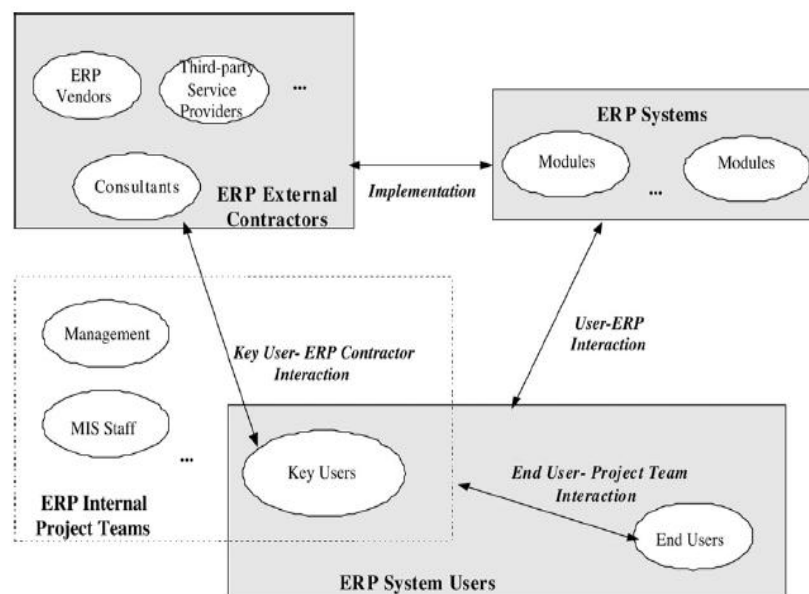 ERP
Vendors
Third-party
Service
Providers
...
Consultants
ERP External
Contractors
Implementation
ERP Systems
Modules
...
Modules
Management
MIS Staff
...
ERP Internal
Project Teams
Key User- ERP Contractor
Interaction
User-ERP
Interaction
Key Users
End User- Project Team
Interaction
End Users
ERP System Users